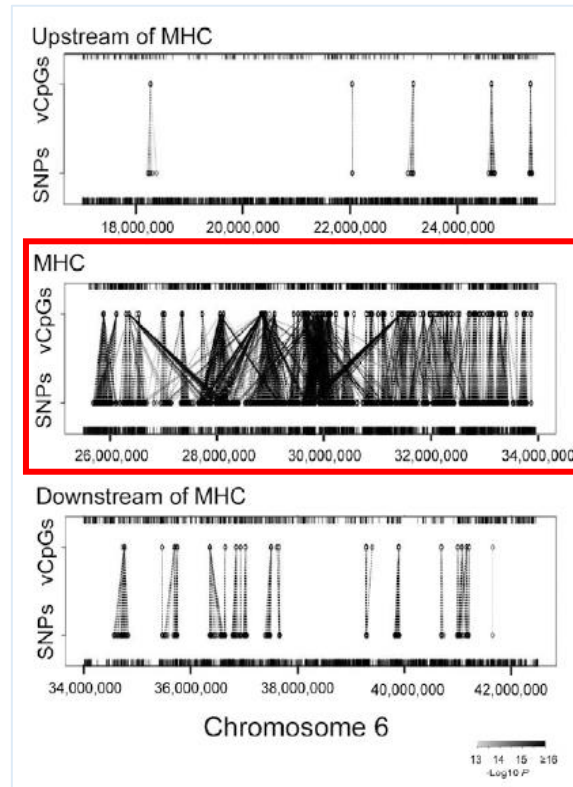 Upstream of MHC
vCpGs
SNPs
18,000,000 20,000,000 22,000,000 24,000,000
MHC
vCpGs
SNPs
26,000,000 28,000,000 30,000,000 32,000,000 34,000,000
Downstream of MHC
vCpGs
SNPs
34,000,000 36,000,000 38,000,000 40,000,000 42,000,000
Chromosome 6
13 14 15 ≥16
-Log10 P